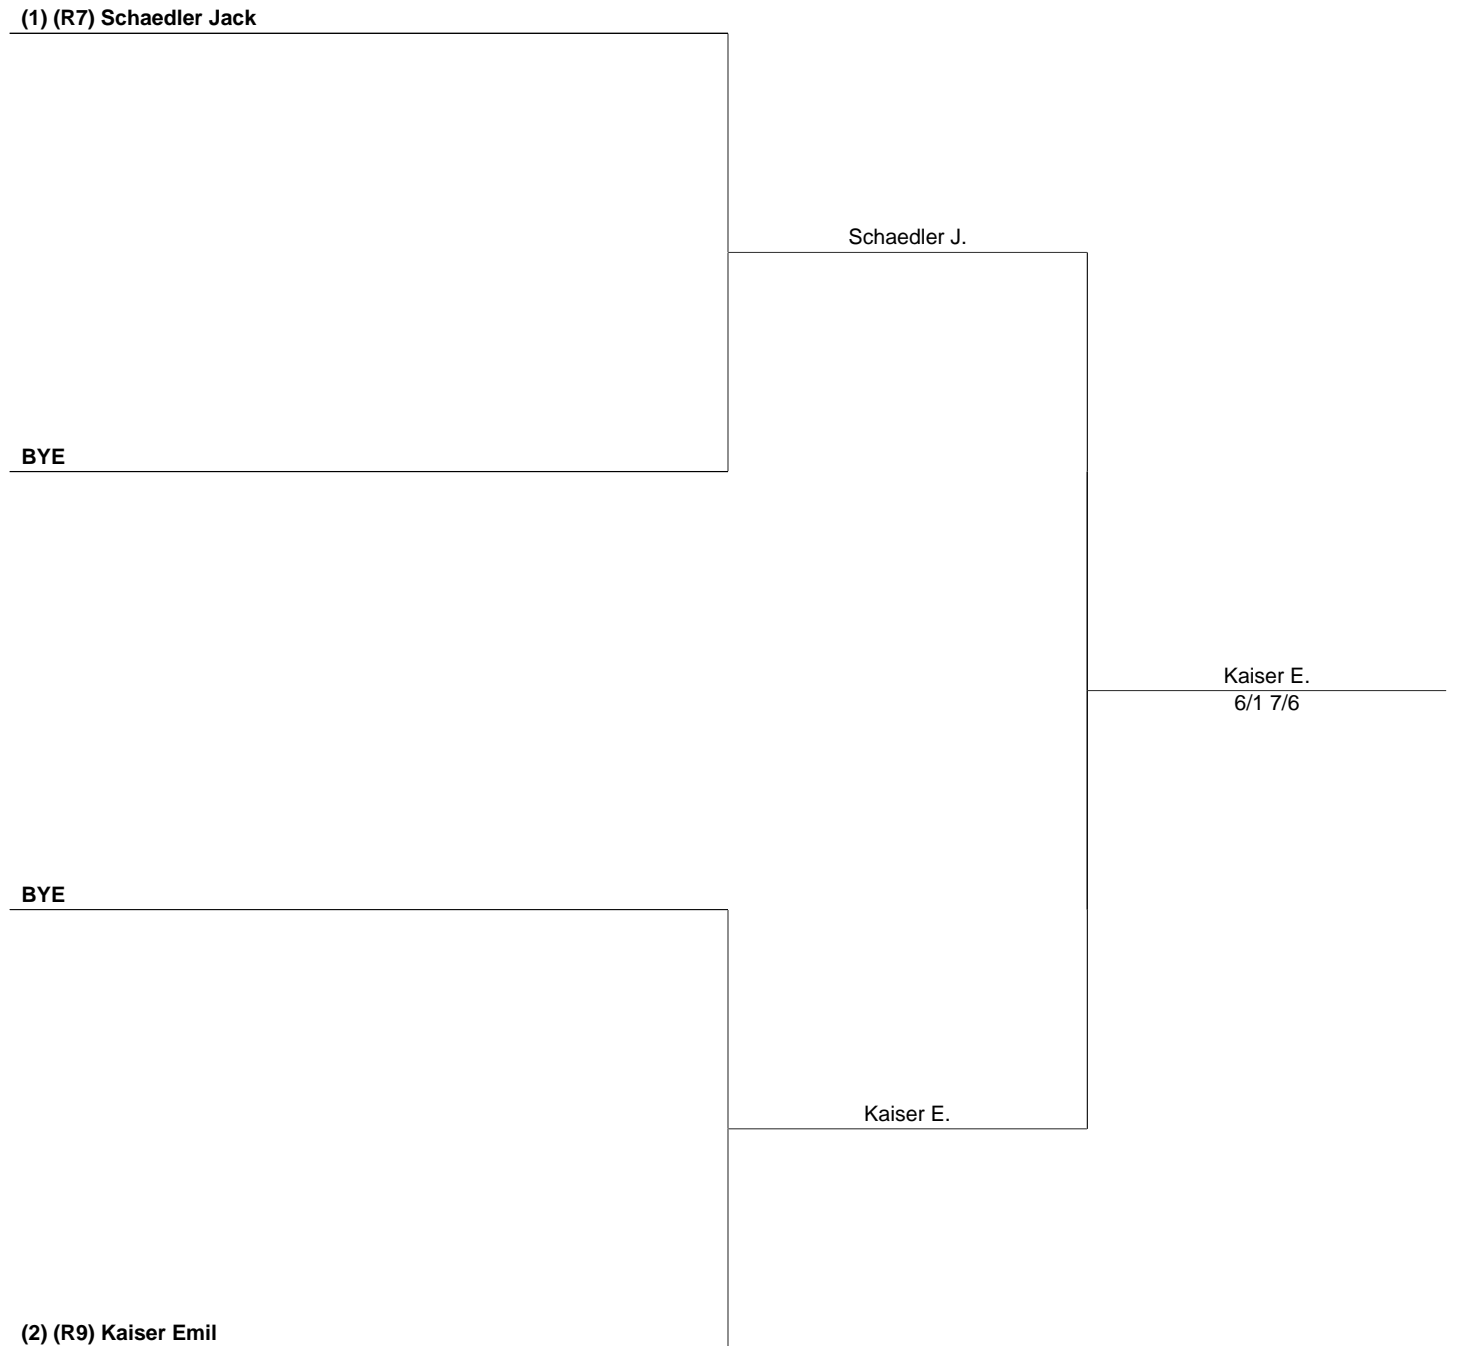 (1) (R7) Schaedler Jack
Schaedler J.
BYE
Kaiser E.
6/1 7/6
BYE
Kaiser E.
(2) (R9) Kaiser Emil